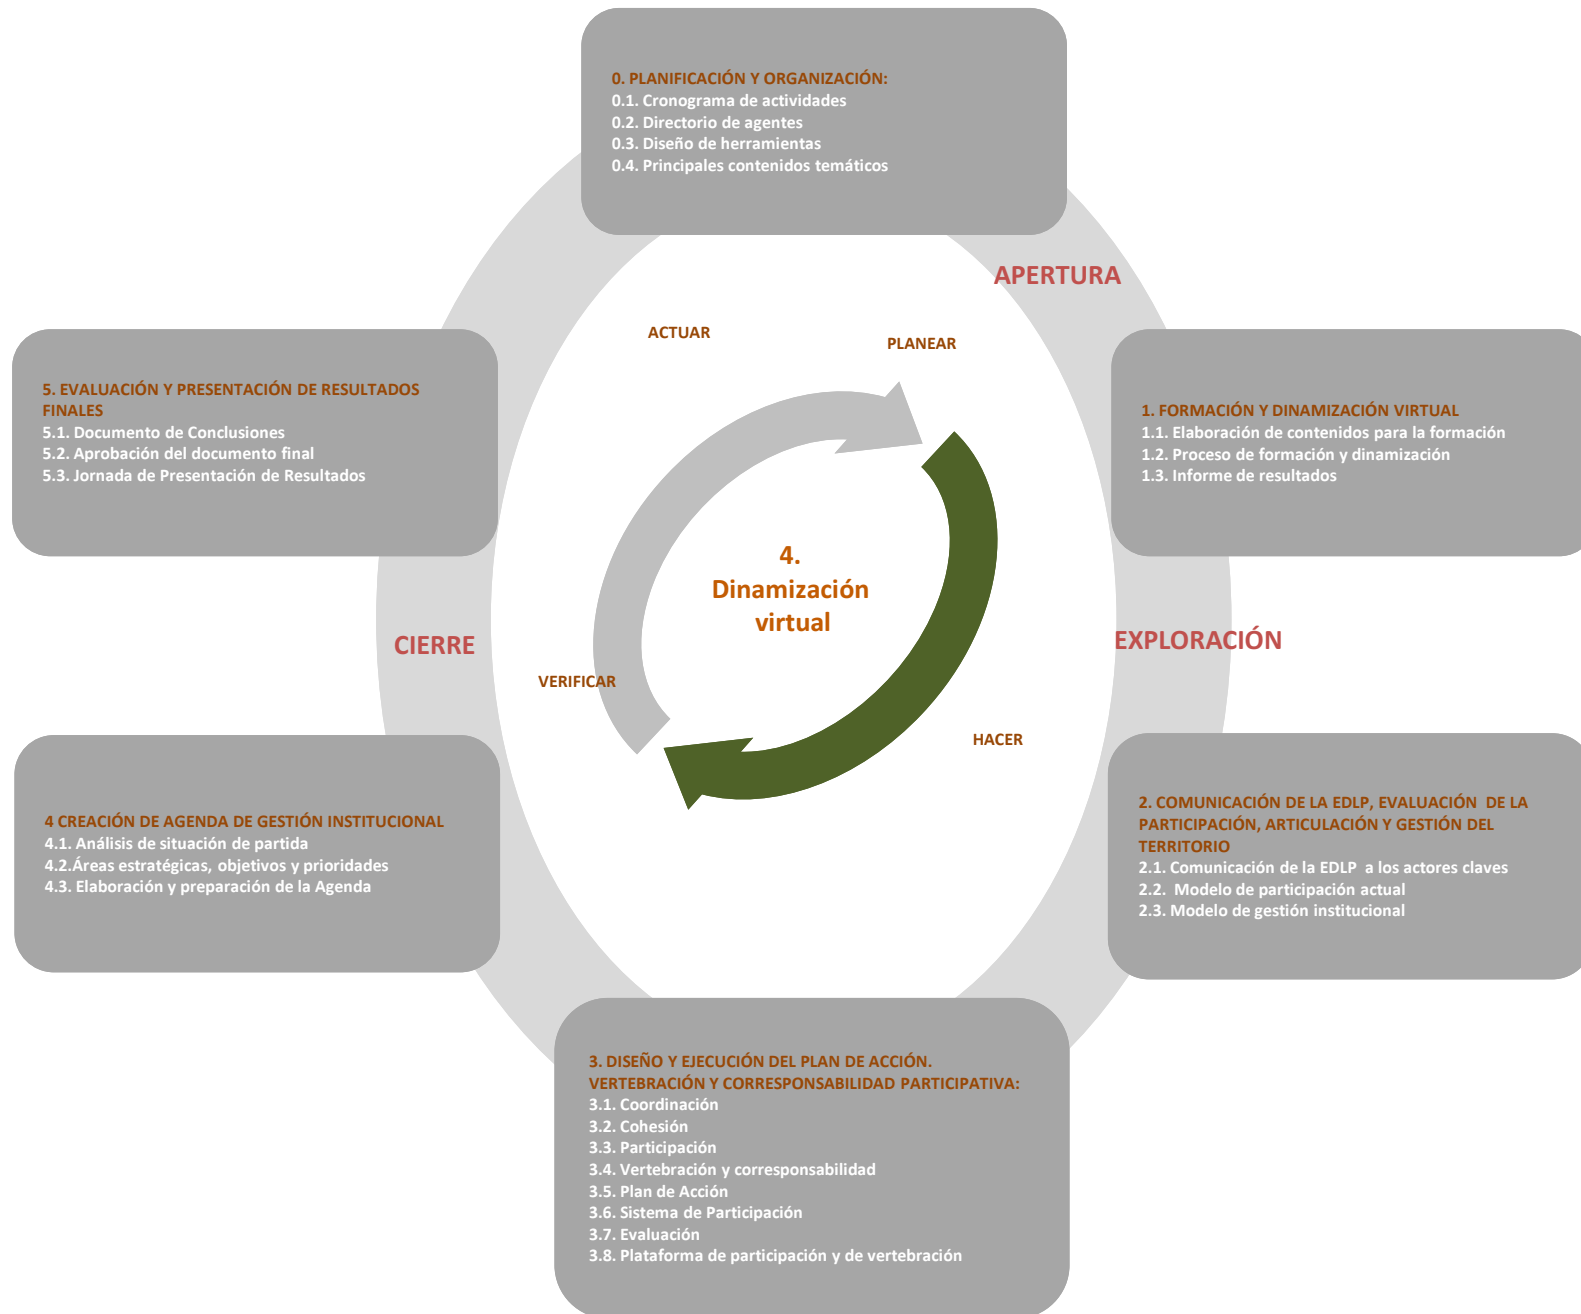 0. PLANIFICACIÓN Y ORGANIZACIÓN:
0.1. Cronograma de actividades
0.2. Directorio de agentes
0.3. Diseño de herramientas
0.4. Principales contenidos temáticos
APERTURA
ACTUAR
PLANEAR
5. EVALUACIÓN Y PRESENTACIÓN DE RESULTADOS
FINALES
5.1. Documento de Conclusiones
5.2. Aprobación del documento final
5.3. Jornada de Presentación de Resultados
1. FORMACIÓN Y DINAMIZACIÓN VIRTUAL
1.1. Elaboración de contenidos para la formación
1.2. Proceso de formación y dinamización
1.3. Informe de resultados
4.
Dinamización
virtual
CIERRE
EXPLORACIÓN
VERIFICAR
HACER
4 CREACIÓN DE AGENDA DE GESTIÓN INSTITUCIONAL
4.1. Análisis de situación de partida
4.2.Áreas estratégicas, objetivos y prioridades
4.3. Elaboración y preparación de la Agenda
2. COMUNICACIÓN DE LA EDLP, EVALUACIÓN  DE LA
PARTICIPACIÓN, ARTICULACIÓN Y GESTIÓN DEL
TERRITORIO
2.1. Comunicación de la EDLP  a los actores claves
2.2.  Modelo de participación actual
2.3. Modelo de gestión institucional
3. DISEÑO Y EJECUCIÓN DEL PLAN DE ACCIÓN.
VERTEBRACIÓN Y CORRESPONSABILIDAD PARTICIPATIVA:
3.1. Coordinación
3.2. Cohesión
3.3. Participación
3.4. Vertebración y corresponsabilidad
3.5. Plan de Acción
3.6. Sistema de Participación
3.7. Evaluación
3.8. Plataforma de participación y de vertebración